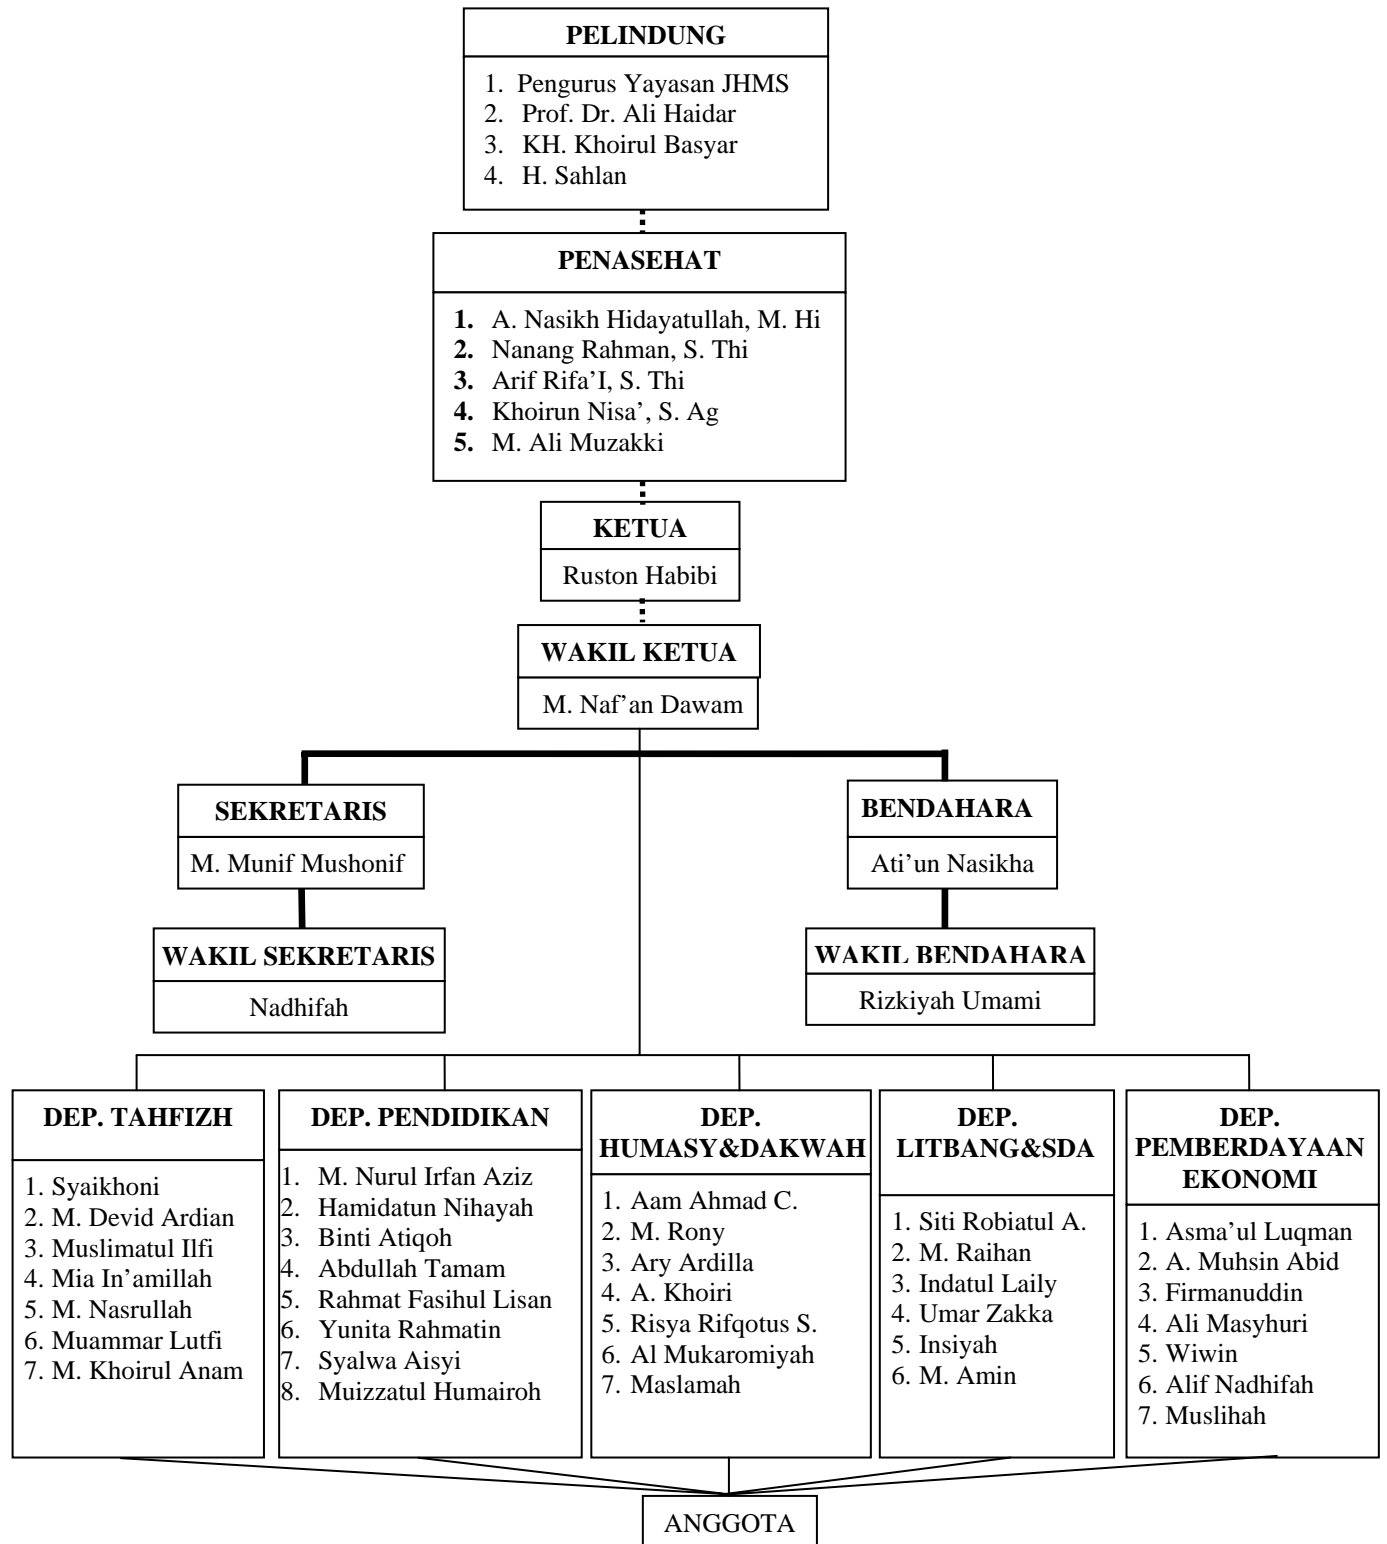 PELINDUNG
1. Pengurus Yayasan JHMS
2. Prof. Dr. Ali Haidar
3. KH. Khoirul Basyar
4. H. Sahlan
PENASEHAT
1. A. Nasikh Hidayatullah, M. Hi
2. Nanang Rahman, S. Thi
3. Arif Rifa’I, S. Thi
4. Khoirun Nisa’, S. Ag
5. M. Ali Muzakki
KETUA
Ruston Habibi
WAKIL KETUA
M. Naf’an Dawam
SEKRETARIS
M. Munif Mushonif
BENDAHARA
Ati’un Nasikha
WAKIL SEKRETARIS
Nadhifah
WAKIL BENDAHARA
Rizkiyah Umami
DEP. TAHFIZH
1. Syaikhoni
2. M. Devid Ardian
3. Muslimatul Ilfi
4. Mia In’amillah
5. M. Nasrullah
6. Muammar Lutfi
7. M. Khoirul Anam
DEP. PENDIDIKAN
1. M. Nurul Irfan Aziz
2. Hamidatun Nihayah
3. Binti Atiqoh
4. Abdullah Tamam
5. Rahmat Fasihul Lisan
6. Yunita Rahmatin
7. Syalwa Aisyi
8. Muizzatul Humairoh
DEP.
HUMASY&DAKWAH
1. Aam Ahmad C.
2. M. Rony
3. Ary Ardilla
4. A. Khoiri
5. Risya Rifqotus S.
6. Al Mukaromiyah
7. Maslamah
DEP.
LITBANG&SDA
1. Siti Robiatul A.
2. M. Raihan
3. Indatul Laily
4. Umar Zakka
5. Insiyah
6. M. Amin
DEP.
PEMBERDAYAAN
EKONOMI
1. Asma’ul Luqman
2. A. Muhsin Abid
3. Firmanuddin
4. Ali Masyhuri
5. Wiwin
6. Alif Nadhifah
7. Muslihah
ANGGOTA